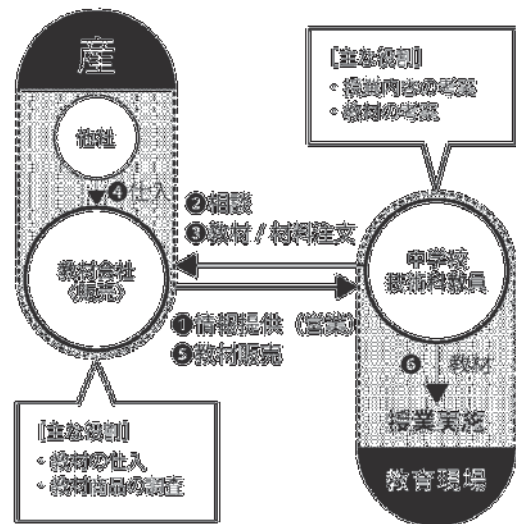 産
[主な役割]
・授業内容の考案
・教材の考案
他社
❹仕入
❷相談
❸教材 / 材料注文
教材会社
(販売)
中学校
技術科教員
❶情報提供（営業）
❺教材販売
❻ 教材
授業実施
[主な役割]
・教材の仕入
・教材商品の調査
教育現場